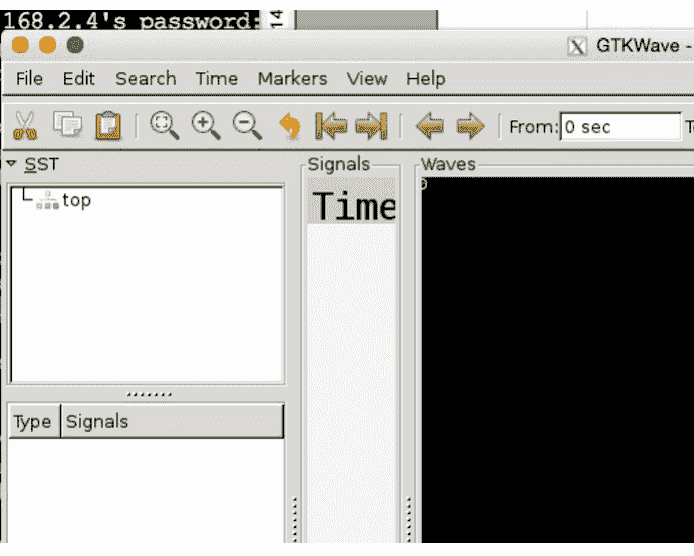 168.2.4's password:
14
GTKWave -
File Edit Search Time Markers View Help
From: 0 sec
SST
Signals
Waves
top
Time
Type Signals